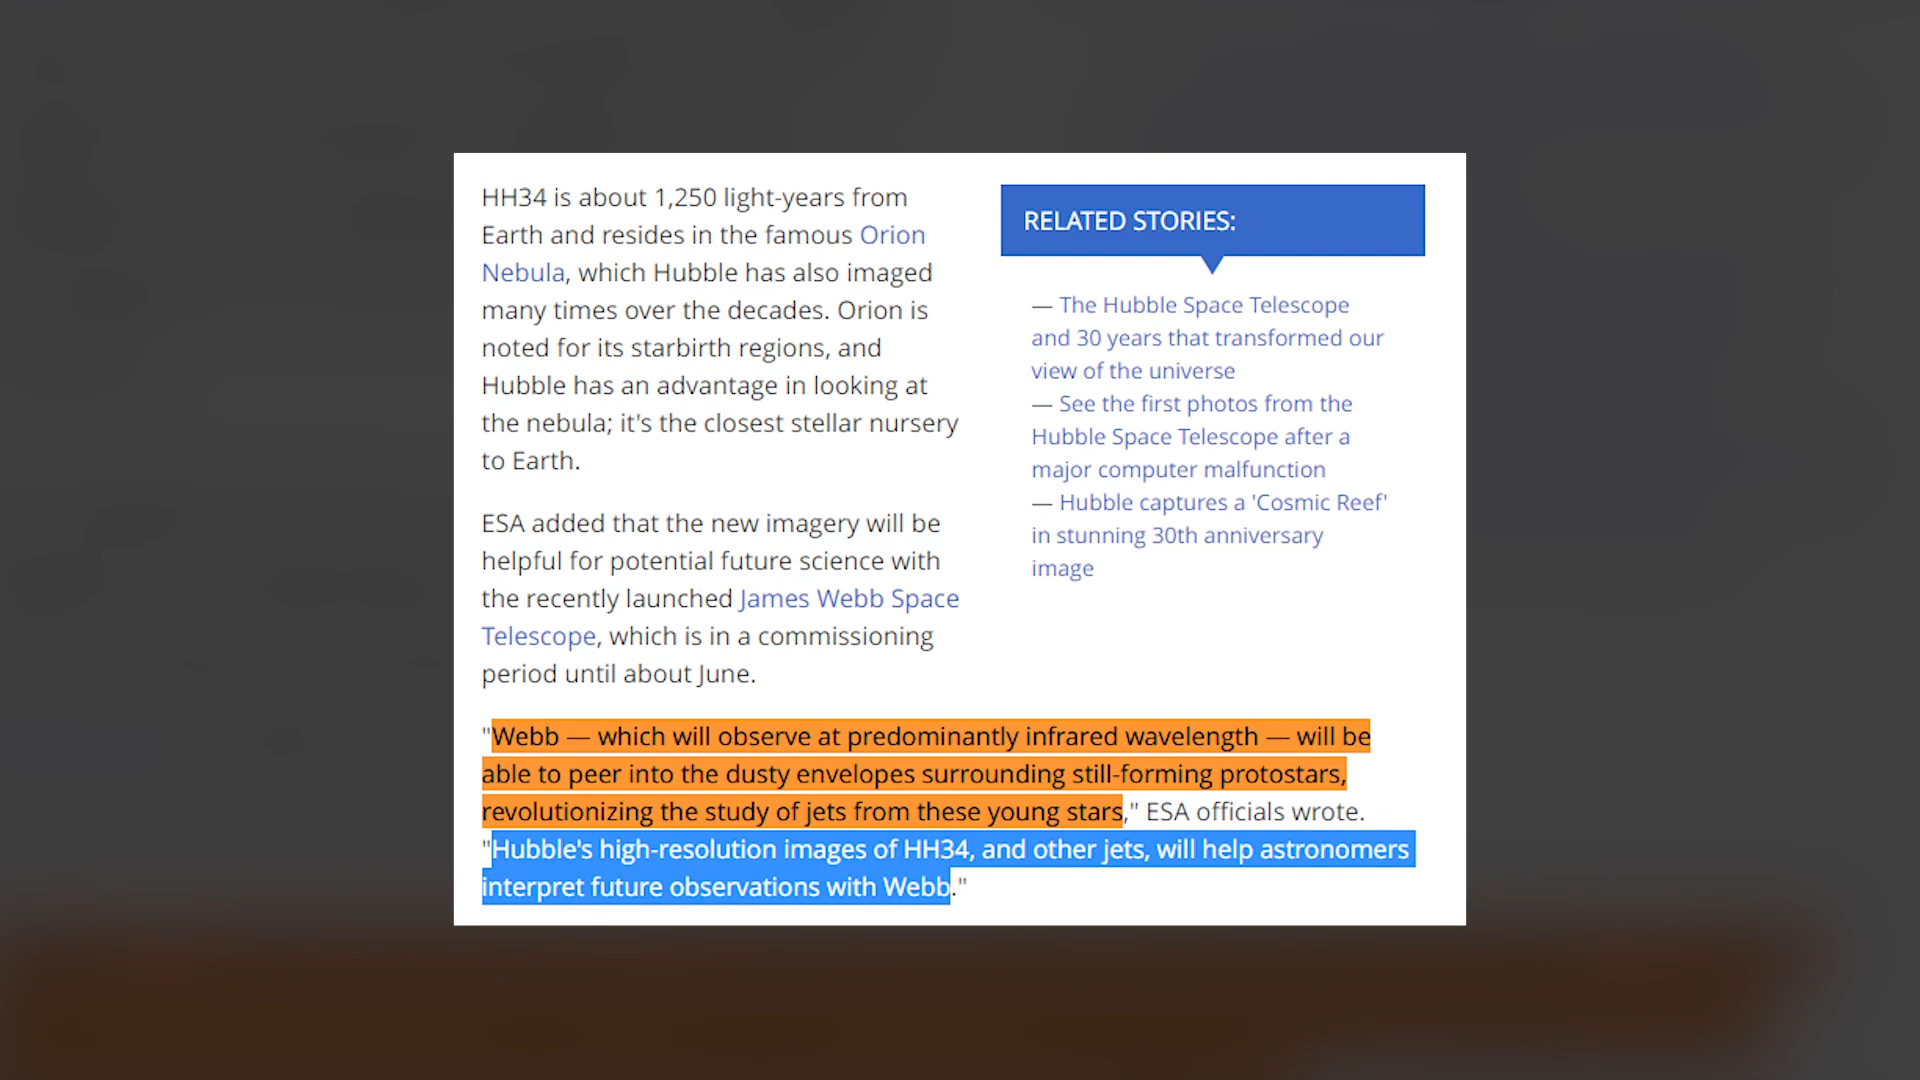 HH34 is about 1,250 light-years from
Earth and resides in the famous Orion
Nebula, which Hubble has also imaged
many times over the decades. Orion is
noted for its starbirth regions, and
Hubble has an advantage in looking at
the nebula; it's the closest stellar nursery
to Earth.
ESA added that the new imagery will be
helpful for potential future science with
the recently launched James Webb Space
Telescope, which is in a commissioning
period until about June.
RELATED STORIES:
— The Hubble Space Telescope
and 30 years that transformed our
view of the universe
— See the first photos from the
Hubble Space Telescope after a
major computer malfunction
— Hubble captures a 'Cosmic Reef'
in stunning 30th anniversary
image
"Webb — which will observe at predominantly infrared wavelength — will be
able to peer into the dusty envelopes surrounding still-forming protostars,
revolutionizing the study of jets from these young stars," ESA officials wrote.
"Hubble's high-resolution images of HH34, and other jets, will help astronomers
interpret future observations with Webb."